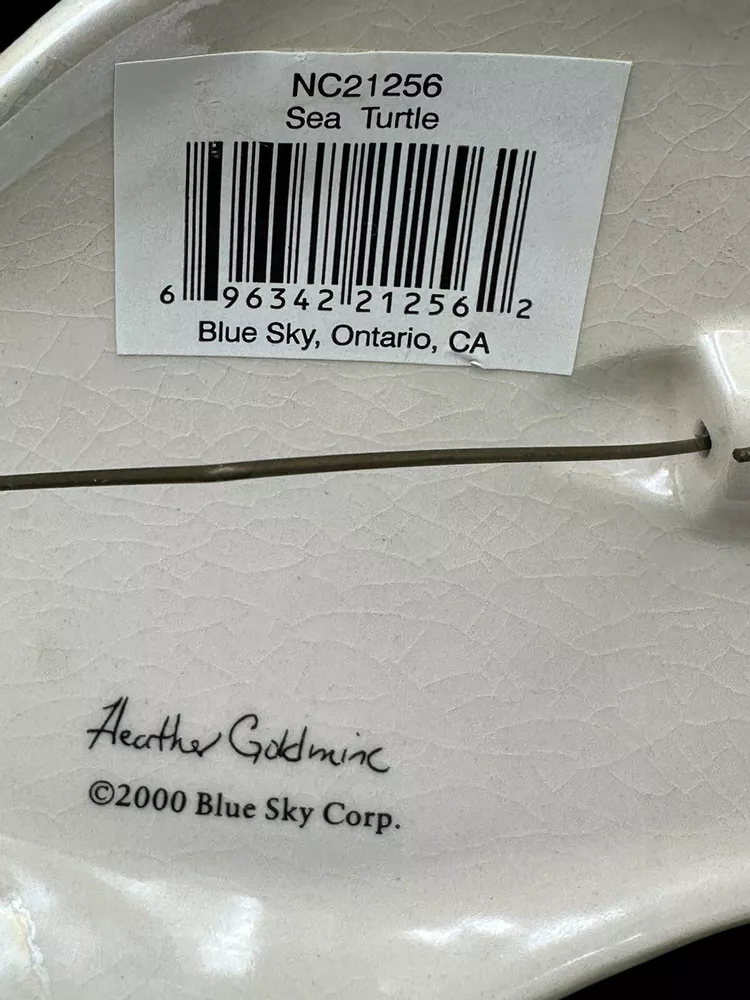 NC21256
Sea Turtle
6 96342 21256 2
Blue Sky, Ontario, CA
Heather Goldminc
©2000 Blue Sky Corp.